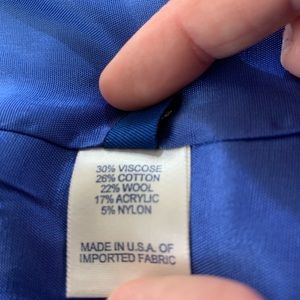 30% VISCOSE
26% COTTON
22% WOOL
17% ACRYLIC
5% NYLON
MADE IN U.S.A. OF
IMPORTED FABRIC